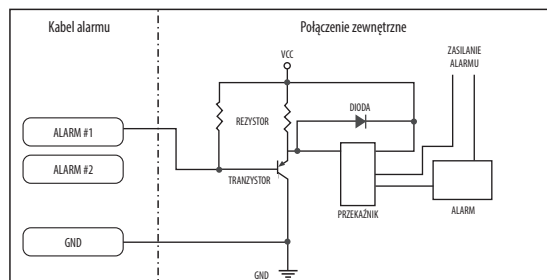 Kabel alarmu
Połączenie zewnętrzne
VCC
ZASILANIE
ALARMU
DIODA
REZYSTOR
ALARM #1
ALARM #2
TRANZYSTOR
PRZEKAŹNIK
ALARM
GND
GND